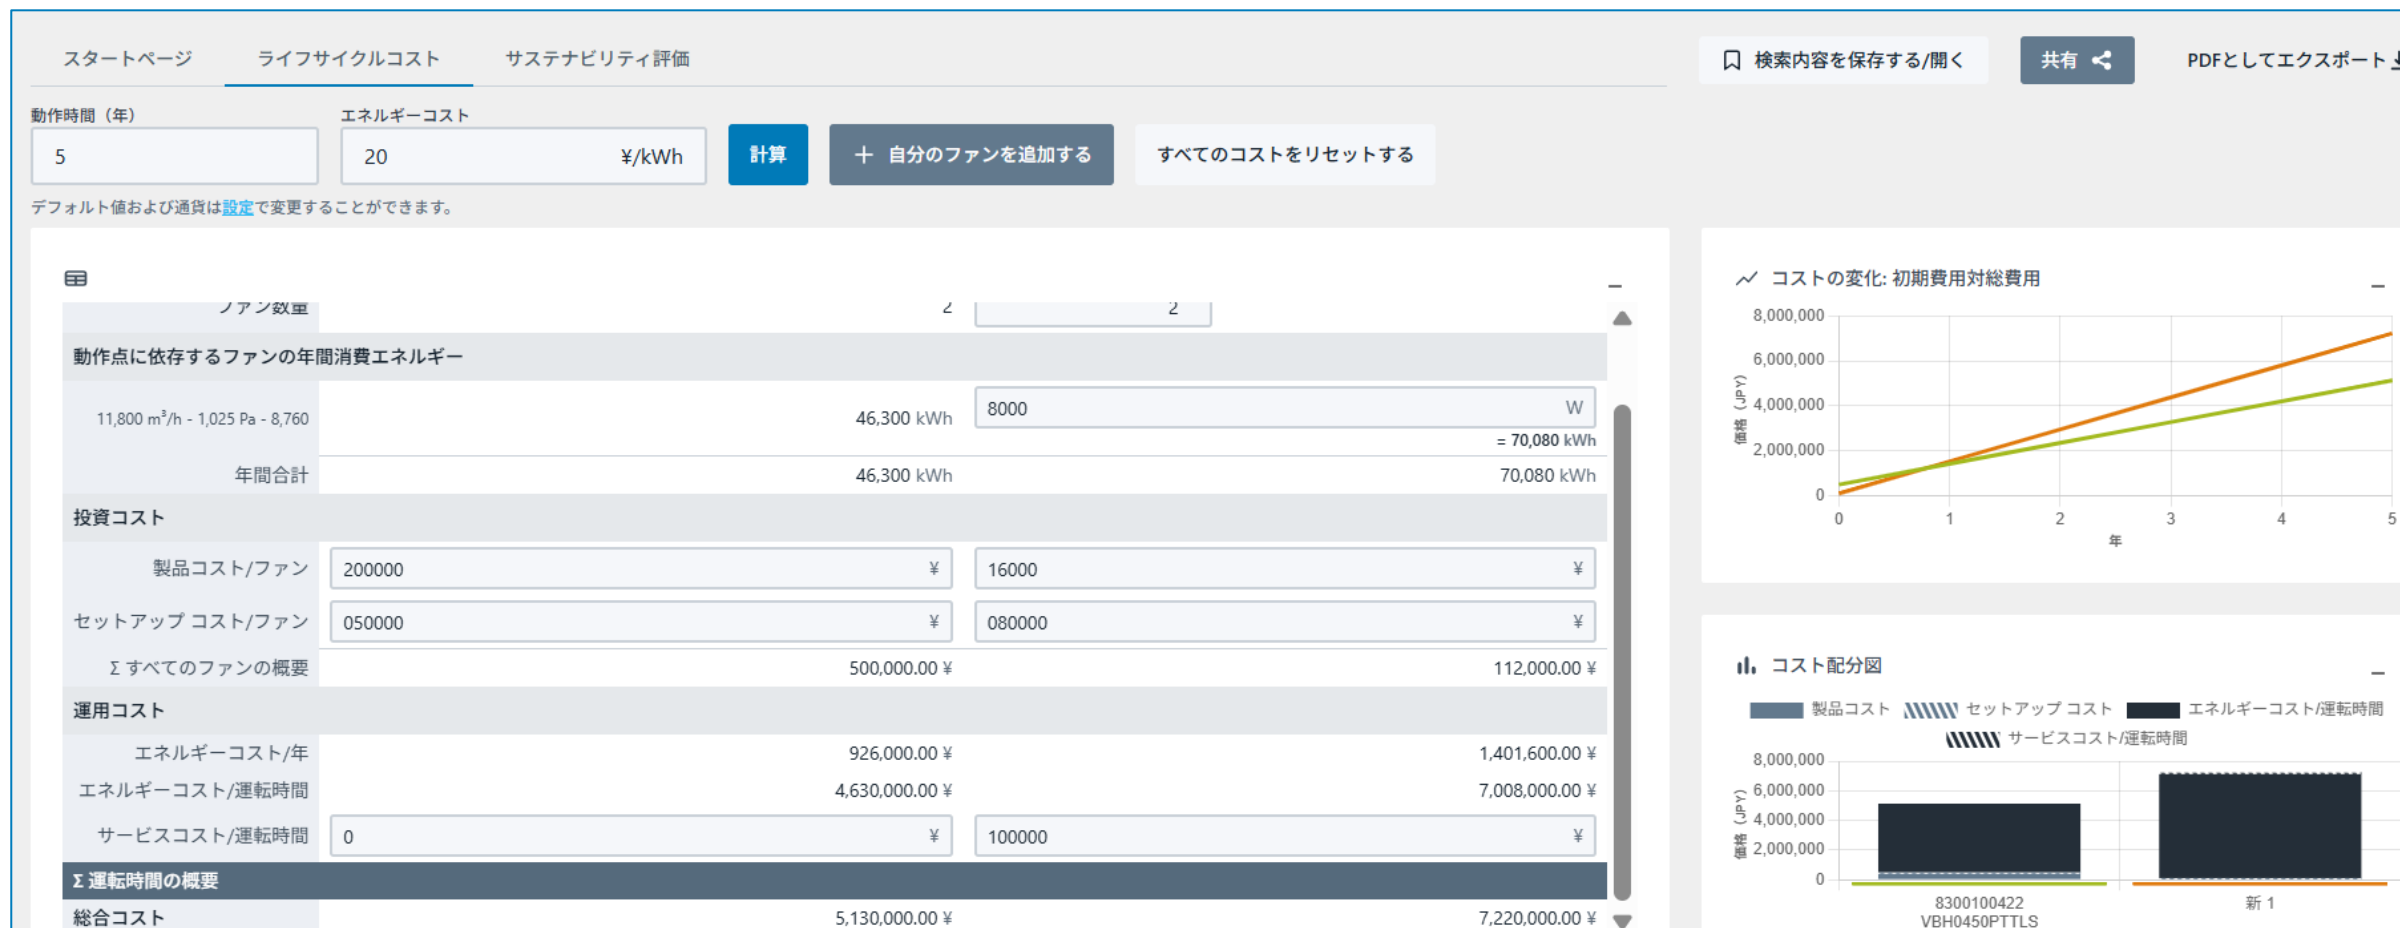 スタートページ ライフサイクルコスト サステナビリティ評価 検索内容を保存する/開く 共有 PDFとしてエクスポート
動作時間（年） エネルギーコスト
5 20 ¥/kWh 計算 + 自分のファンを追加する すべてのコストをリセットする
デフォルト値および通貨は設定で変更することができます。
ファン数量 2 2
動作点に依存するファンの年間消費エネルギー
11,800 m³/h - 1,025 Pa - 8,760 46,300 kWh 8000 W
= 70,080 kWh
年間合計 46,300 kWh 70,080 kWh
投資コスト
製品コスト/ファン 200000 ¥ 16000 ¥
セットアップ コスト/ファン 050000 ¥ 080000 ¥
Σ すべてのファンの概要 500,000.00 ¥ 112,000.00 ¥
運用コスト
エネルギーコスト/年 926,000.00 ¥ 1,401,600.00 ¥
エネルギーコスト/運転時間 4,630,000.00 ¥ 7,008,000.00 ¥
サービスコスト/運転時間 0 ¥ 100000 ¥
Σ 運転時間の概要
総合コスト 5,130,000.00 ¥ 7,220,000.00 ¥
コストの変化: 初期費用対総費用
8,000,000
6,000,000
4,000,000
2,000,000
0
価格（JPY）
0 1 2 3 4 5
年
コスト配分図
製品コスト セットアップ コスト エネルギーコスト/運転時間
サービスコスト/運転時間
8,000,000
6,000,000
4,000,000
2,000,000
0
価格（JPY）
8300100422 新 1
VBH0450PTTLS